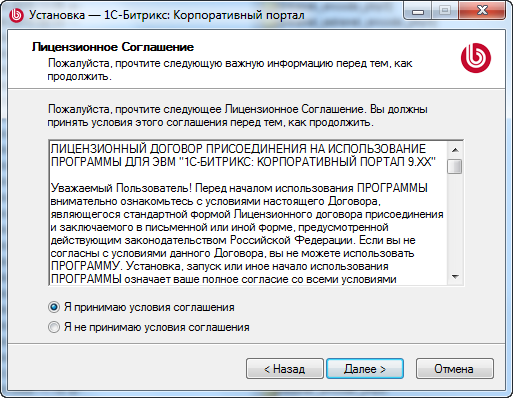 Установка — 1С-Битрикс: Корпоративный портал
Лицензионное Соглашение
Пожалуйста, прочтите следующую важную информацию перед тем, как
продолжить.
Пожалуйста, прочтите следующее Лицензионное Соглашение. Вы должны
принять условия этого соглашения перед тем, как продолжить.
ЛИЦЕНЗИОННЫЙ ДОГОВОР ПРИСОЕДИНЕНИЯ НА ИСПОЛЬЗОВАНИЕ
ПРОГРАММЫ ДЛЯ ЭВМ "1С-БИТРИКС: КОРПОРАТИВНЫЙ ПОРТАЛ 9.XX"
Уважаемый Пользователь! Перед началом использования ПРОГРАММЫ
внимательно ознакомьтесь с условиями настоящего Договора,
являющегося стандартной формой Лицензионного договора присоединения
и заключаемого в письменной или иной форме, предусмотренной
действующим законодательством Российской Федерации. Если вы не
согласны с условиями данного Договора, вы не можете использовать
ПРОГРАММУ. Установка, запуск или иное начало использования
ПРОГРАММЫ означает ваше полное согласие со всеми условиями
Я принимаю условия соглашения
Я не принимаю условия соглашения
< Назад Далее > Отмена